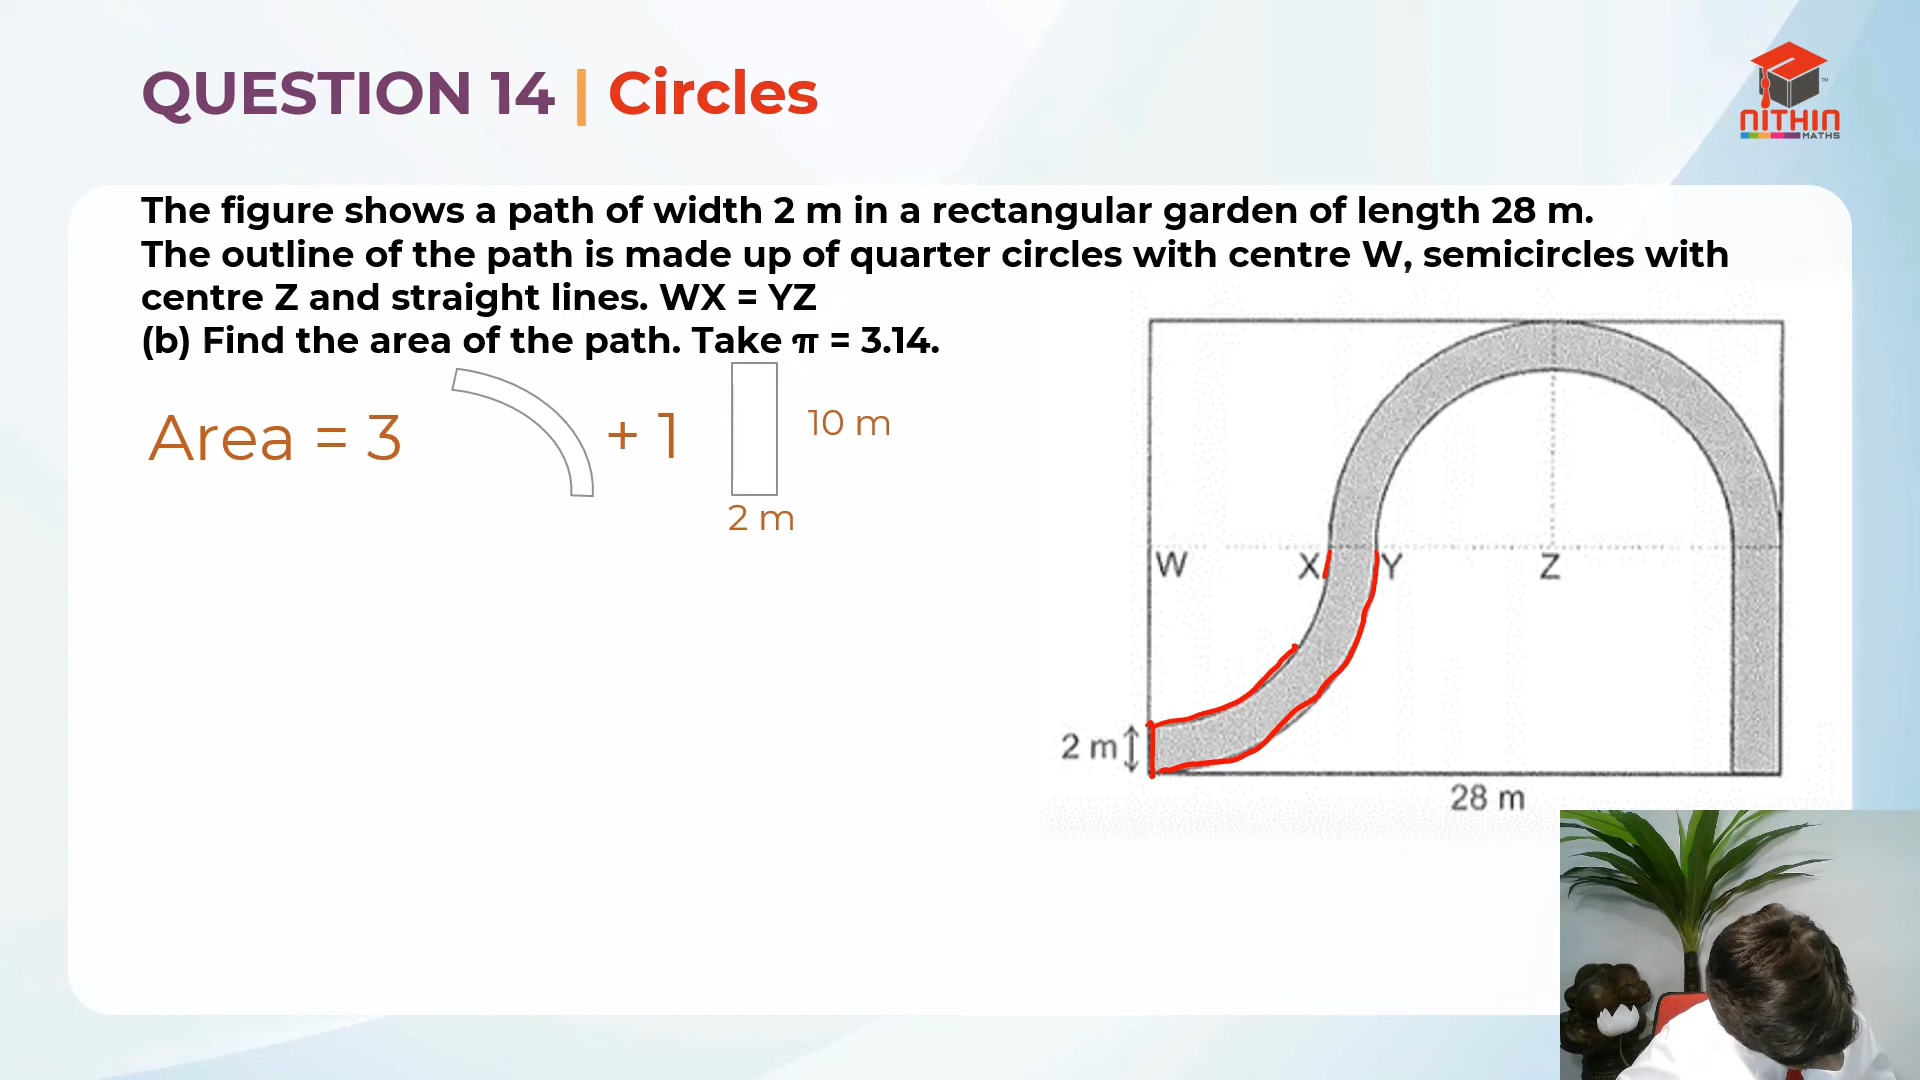 QUESTION 14 | Circles
NITHIN
MATHS
TM
The figure shows a path of width 2 m in a rectangular garden of length 28 m.
The outline of the path is made up of quarter circles with centre W, semicircles with
centre Z and straight lines. WX = YZ
(b) Find the area of the path. Take π = 3.14.
Area = 3
+ 1
10 m
2 m
W
X
Y
Z
2 m
28 m